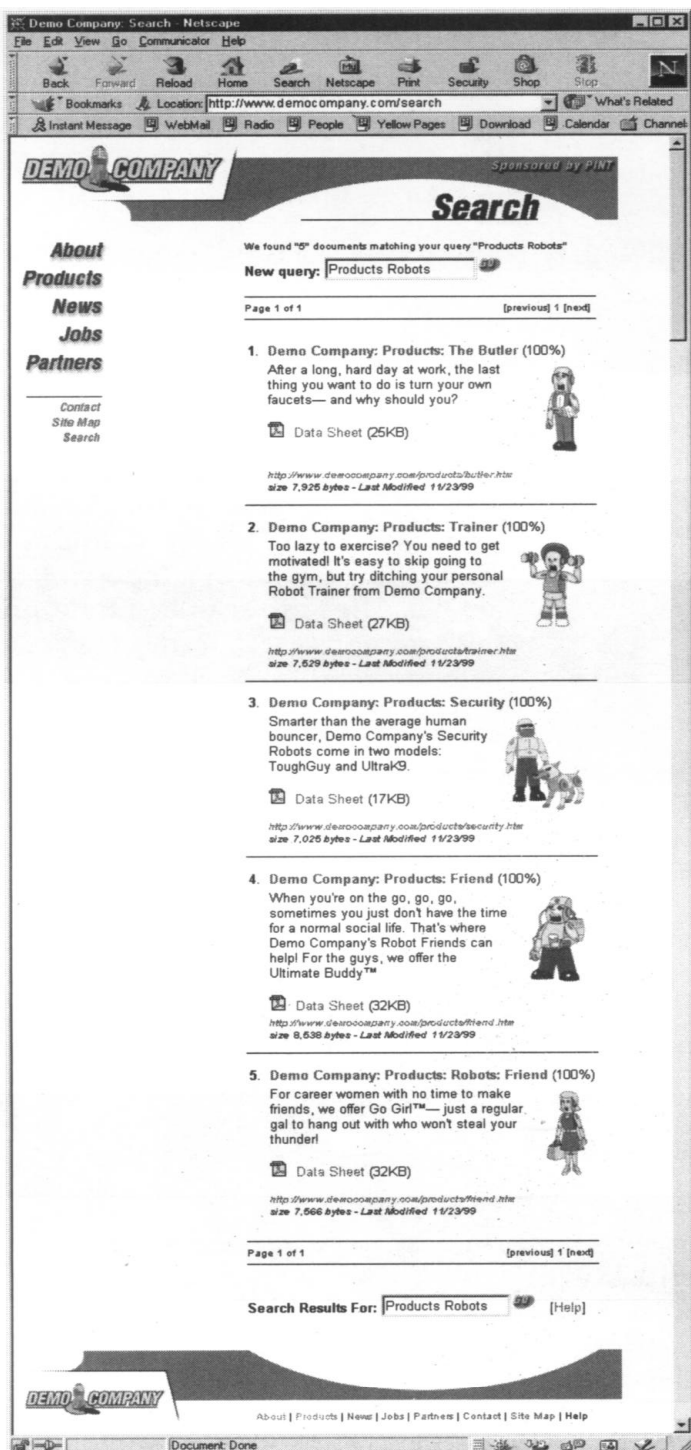 Demo Company: Search - Netscape
File Edit View Go Communicator Help
Back Forward Reload Home Search Netscape Print Security Shop Stop
N
Bookmarks Location: http://www.democompany.com/search What's Related
Instant Message WebMail Radio People Yellow Pages Download Calendar Channel
DEMO COMPANY
Sponsored by PINT
Search
About
Products
News
Jobs
Partners
Contact
Site Map
Search
We found "5" documents matching your query "Products Robots"
New query: Products Robots GO
Page 1 of 1 [previous] 1 [next]
1. Demo Company: Products: The Butler (100%)
After a long, hard day at work, the last
thing you want to do is turn your own
faucets— and why should you?
Data Sheet (25KB)
http://www.democompany.com/products/butler.htm
size 7,925 bytes - Last Modified 11/23/99
2. Demo Company: Products: Trainer (100%)
Too lazy to exercise? You need to get
motivated! It's easy to skip going to
the gym, but try ditching your personal
Robot Trainer from Demo Company.
Data Sheet (27KB)
http://www.democompany.com/products/trainer.htm
size 7,529 bytes - Last Modified 11/23/99
3. Demo Company: Products: Security (100%)
Smarter than the average human
bouncer, Demo Company's Security
Robots come in two models:
ToughGuy and UltraK9.
Data Sheet (17KB)
http://www.democompany.com/products/security.htm
size 7,025 bytes - Last Modified 11/23/99
4. Demo Company: Products: Friend (100%)
When you're on the go, go, go,
sometimes you just don't have the time
for a normal social life. That's where
Demo Company's Robot Friends can
help! For the guys, we offer the
Ultimate Buddy™
Data Sheet (32KB)
http://www.democompany.com/products/friend.htm
size 8,538 bytes - Last Modified 11/23/99
5. Demo Company: Products: Robots: Friend (100%)
For career women with no time to make
friends, we offer Go Girl™— just a regular
gal to hang out with who won't steal your
thunder!
Data Sheet (32KB)
http://www.democompany.com/products/friend.htm
size 7,566 bytes - Last Modified 11/23/99
Page 1 of 1 [previous] 1 [next]
Search Results For: Products Robots GO [Help]
DEMO COMPANY
About | Products | News | Jobs | Partners | Contact | Site Map | Help
Document: Done